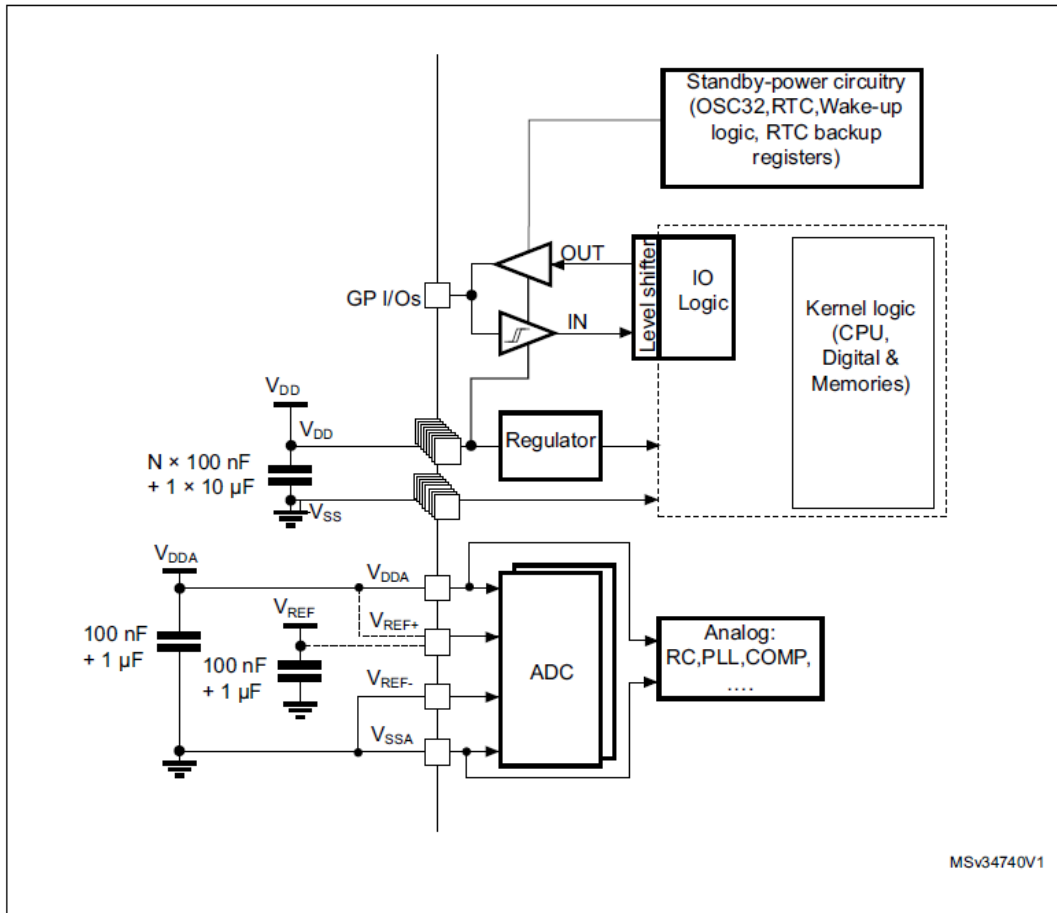 Standby-power circuitry
(OSC32,RTC,Wake-up
logic, RTC backup
registers)
OUT
Level shifter
IO
Logic
GP I/Os
IN
Kernel logic
(CPU,
Digital &
Memories)
VDD
VDD
Regulator
N × 100 nF
+ 1 × 10 µF
VSS
VDDA
VDDA
VREF
VREF+
100 nF
+ 1 µF
100 nF
+ 1 µF
VREF-
ADC
Analog:
RC,PLL,COMP,
....
VSSA
MSv34740V1